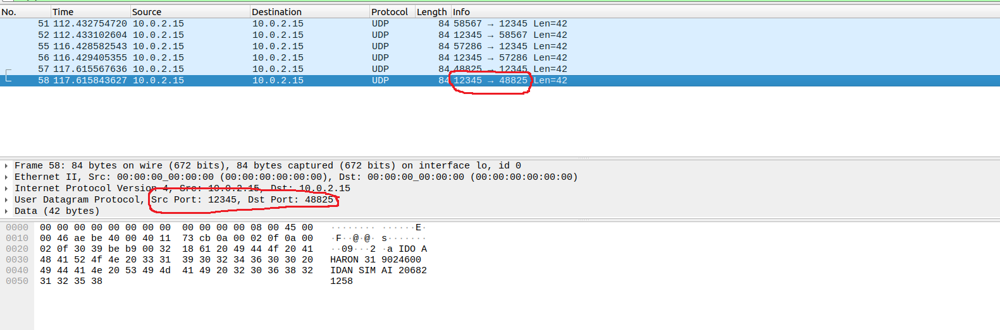 No. Time Source Destination Protocol Length Info
51 112.432754720 10.0.2.15 10.0.2.15 UDP 84 58567 → 12345 Len=42
52 112.433102604 10.0.2.15 10.0.2.15 UDP 84 12345 → 58567 Len=42
55 116.428582543 10.0.2.15 10.0.2.15 UDP 84 57286 → 12345 Len=42
56 116.429405355 10.0.2.15 10.0.2.15 UDP 84 12345 → 57286 Len=42
57 117.615567636 10.0.2.15 10.0.2.15 UDP 84 48825 → 12345 Len=42
58 117.615843627 10.0.2.15 10.0.2.15 UDP 84 12345 → 48825 Len=42
Frame 58: 84 bytes on wire (672 bits), 84 bytes captured (672 bits) on interface lo, id 0
Ethernet II, Src: 00:00:00_00:00:00 (00:00:00:00:00:00), Dst: 00:00:00_00:00:00 (00:00:00:00:00:00)
Internet Protocol Version 4, Src: 10.0.2.15, Dst: 10.0.2.15
User Datagram Protocol, Src Port: 12345, Dst Port: 48825
Data (42 bytes)
0000 00 00 00 00 00 00 00 00 00 00 00 00 08 00 45 00 ········ ······E·
0010 00 46 ae be 40 00 40 11 73 cb 0a 00 02 0f 0a 00 ·F··@·@· s·······
0020 02 0f 30 39 be b9 00 32 18 61 20 49 44 4f 20 41 ··09···2 ·a IDO A
0030 48 41 52 4f 4e 20 33 31 39 30 32 34 36 30 30 20 HARON 31 9024600
0040 49 44 41 4e 20 53 49 4d 41 49 20 32 30 36 38 32 IDAN SIM AI 20682
0050 31 32 35 38 1258